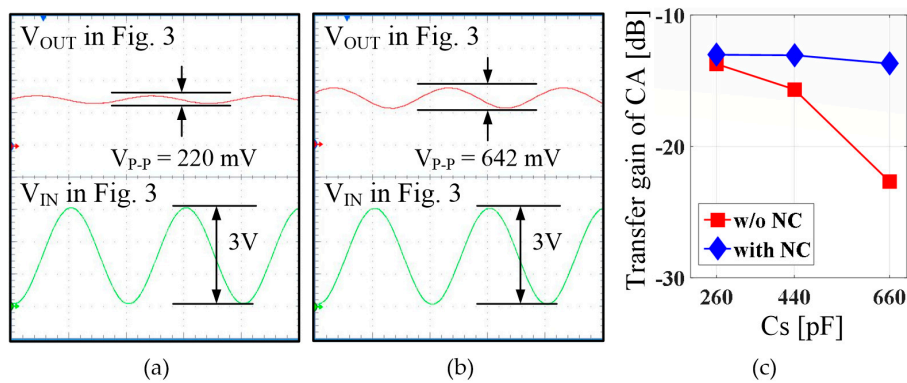 V_OUT in Fig. 3
V_P-P = 220 mV
V_IN in Fig. 3
3V
(a)
V_OUT in Fig. 3
V_P-P = 642 mV
V_IN in Fig. 3
3V
(b)
Transfer gain of CA [dB]
-10
-20
-30
w/o NC
with NC
260 440 660
Cs [pF]
(c)